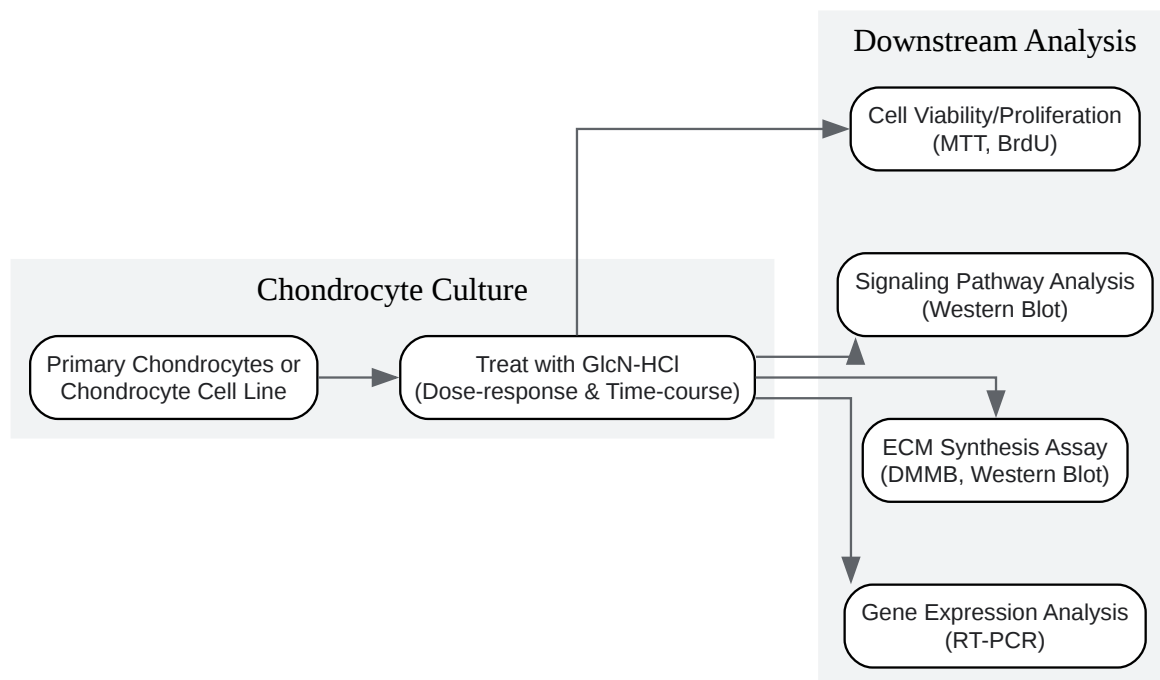 Downstream Analysis
Cell Viability/Proliferation
(MTT, BrdU)
Signaling Pathway Analysis
(Western Blot)
Chondrocyte Culture
Primary Chondrocytes or
Chondrocyte Cell Line
Treat with GlcN-HCl
(Dose-response & Time-course)
ECM Synthesis Assay
(DMMB, Western Blot)
Gene Expression Analysis
(RT-PCR)